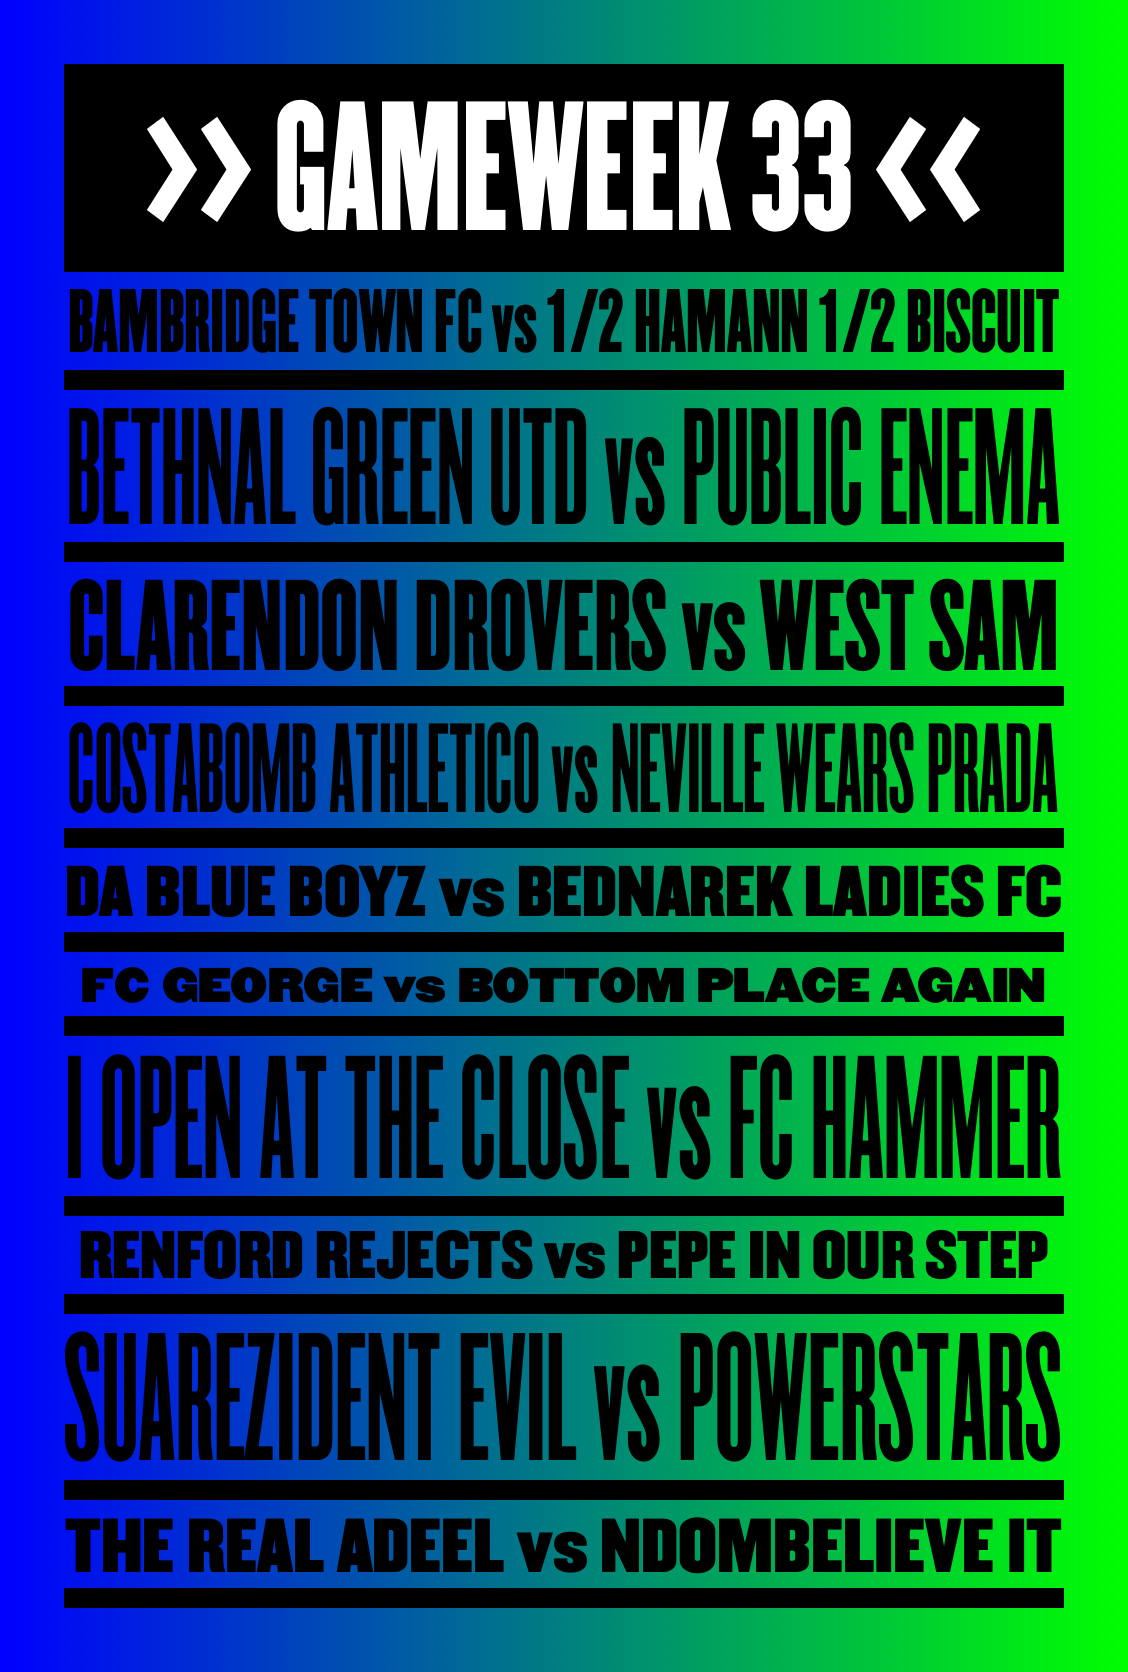 >> GAMEWEEK 33 <<
BAMBRIDGE TOWN FC vs 1/2 HAMANN 1/2 BISCUIT
BETHNAL GREEN UTD vs PUBLIC ENEMA
CLARENDON DROVERS vs WEST SAM
COSTABOMB ATHLETICO vs NEVILLE WEARS PRADA
DA BLUE BOYZ vs BEDNAREK LADIES FC
FC GEORGE vs BOTTOM PLACE AGAIN
I OPEN AT THE CLOSE vs FC HAMMER
RENFORD REJECTS vs PEPE IN OUR STEP
SUAREZIDENT EVIL vs POWERSTARS
THE REAL ADEEL vs NDOMBELIEVE IT